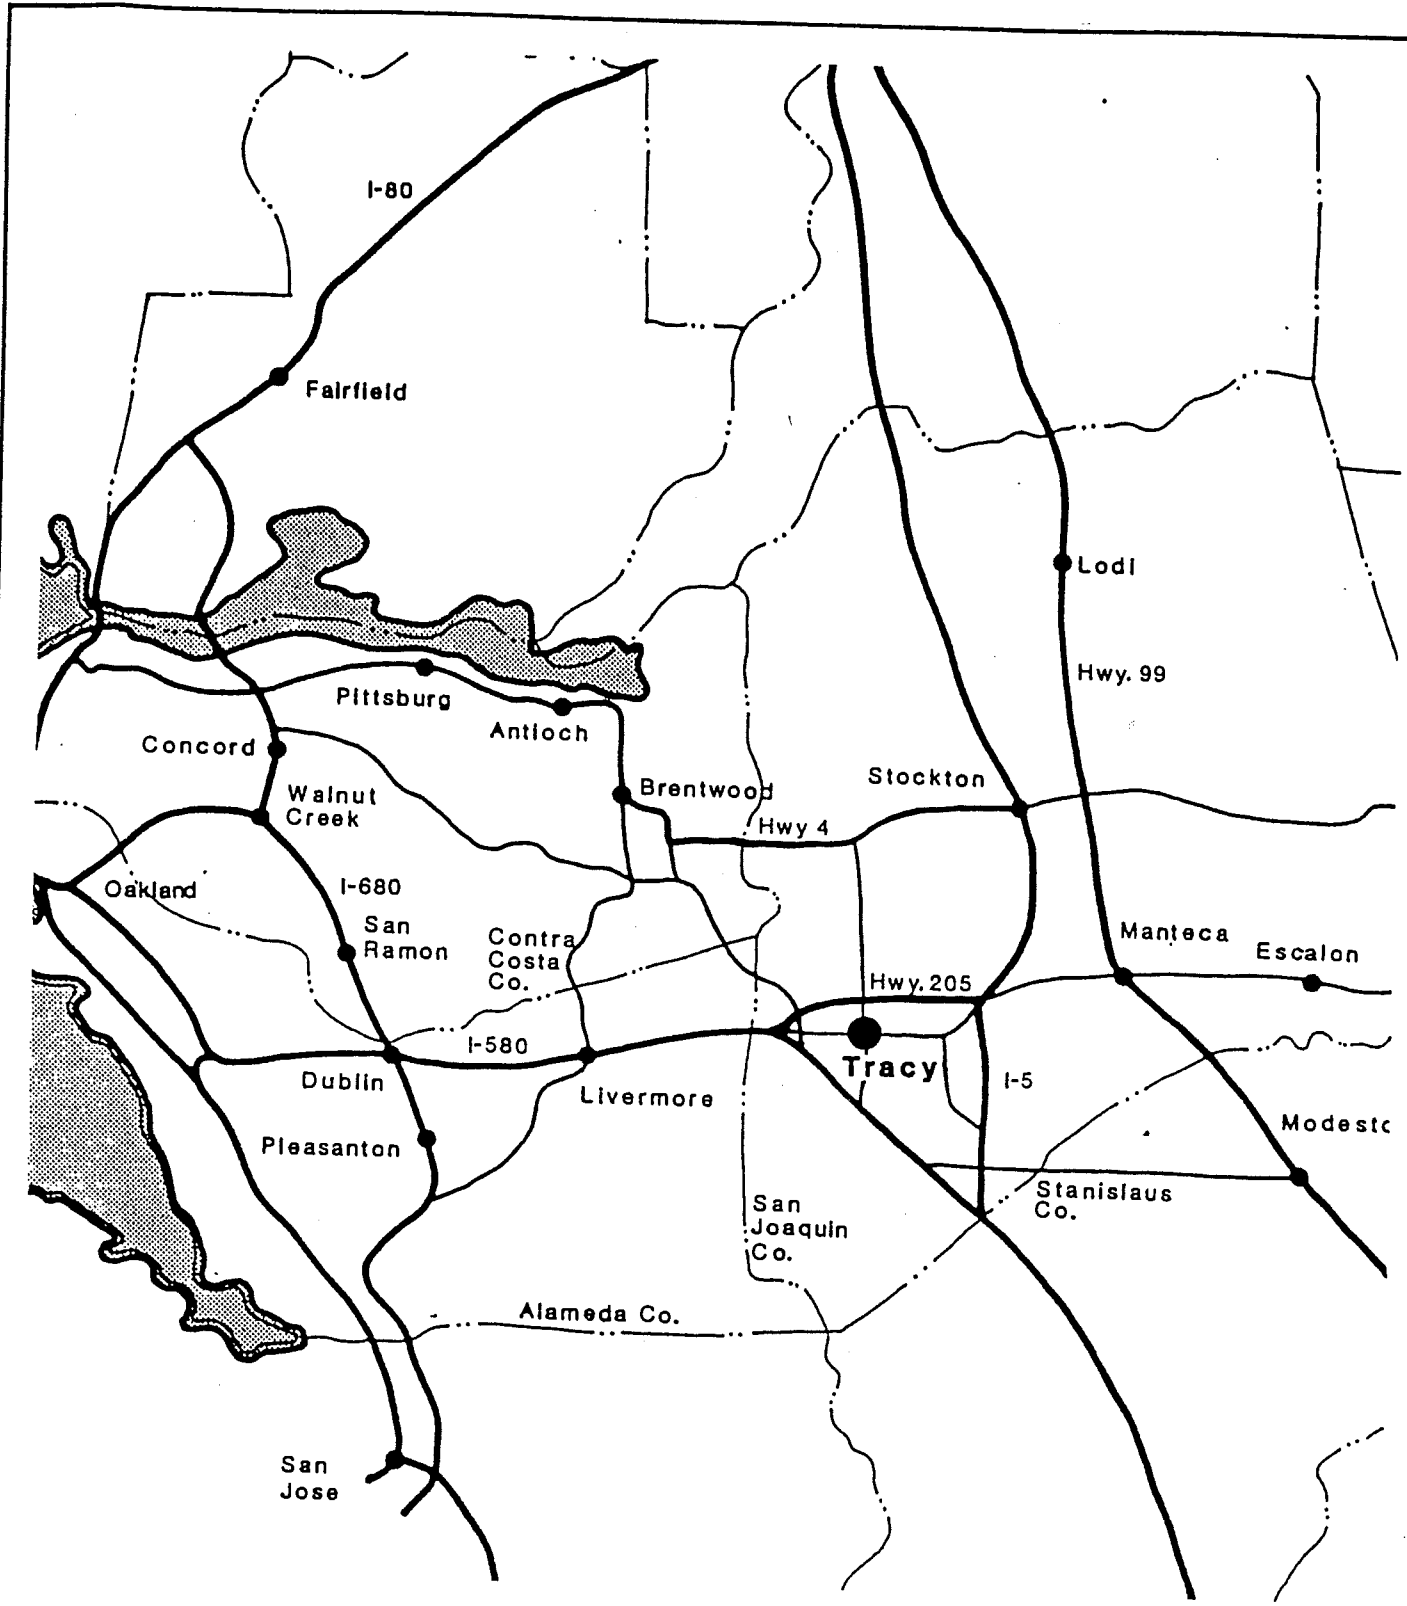 I-80
Fairfield
Lodi
Hwy. 99
Pittsburg
Antioch
Concord
Walnut
Creek
Brentwood
Stockton
Hwy 4
Oakland
I-680
San
Ramon
Contra
Costa
Co.
Manteca
Escalon
Hwy. 205
I-580
Tracy
Dublin
Livermore
I-5
Pleasanton
Modesto
San
Joaquin
Co.
Stanislaus
Co.
Alameda Co.
San
Jose